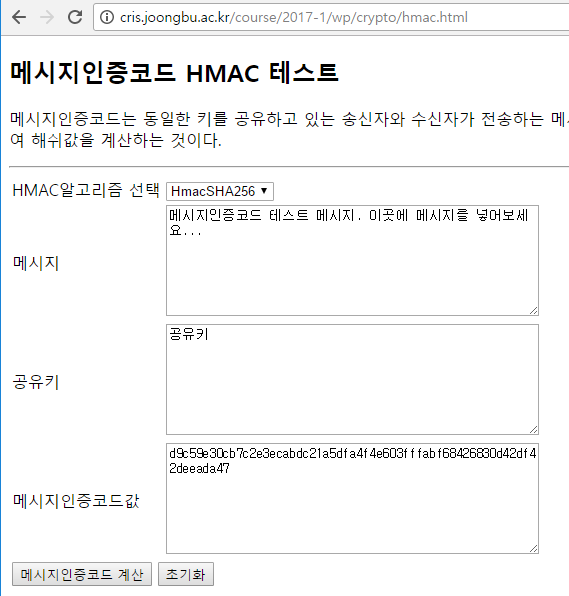 cris.joongbu.ac.kr/course/2017-1/wp/crypto/hmac.html
메시지인증코드 HMAC 테스트
메시지인증코드는 동일한 키를 공유하고 있는 송신자와 수신자가 전송하는 메
여 해쉬값을 계산하는 것이다.
HMAC알고리즘 선택 HmacSHA256
메시지인증코드 테스트 메시지. 이곳에 메시지를 넣어보세
요...
메시지
공유키
공유키
d9c59e30cb7c2e3ecabdc21a5dfa4f4e603fffabf68426830d42df4
2deeada47
메시지인증코드값
메시지인증코드 계산 초기화